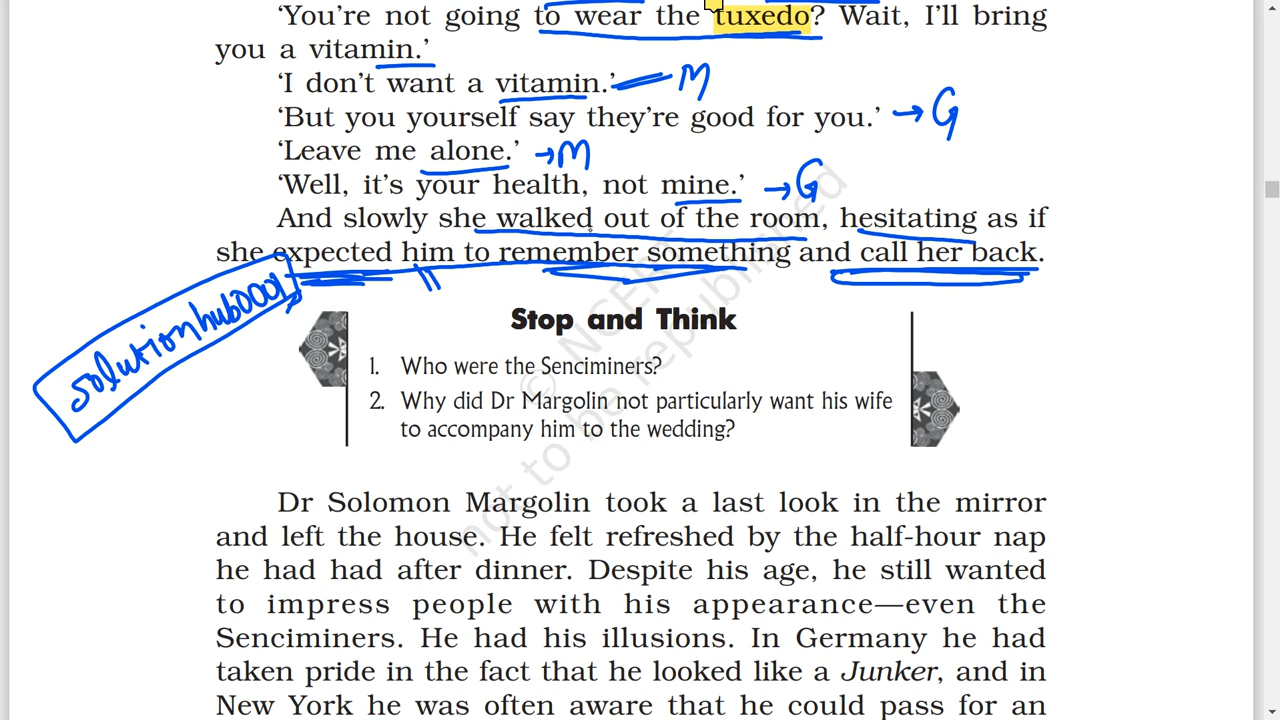 ‘You're not going to wear the tuxedo? Wait, I'll bring
you a vitamin.’
‘I don't want a vitamin.’ — M
‘But you yourself say they're good for you.’ → G
‘Leave me alone.’ → M
‘Well, it's your health, not mine.’ → G
And slowly she walked out of the room, hesitating as if
she expected him to remember something and call her back.
solutionhub0001
Stop and Think
1. Who were the Senciminers?
2. Why did Dr Margolin not particularly want his wife
to accompany him to the wedding?
© NCERT
not to be republished
Dr Solomon Margolin took a last look in the mirror
and left the house. He felt refreshed by the half-hour nap
he had had after dinner. Despite his age, he still wanted
to impress people with his appearance—even the
Senciminers. He had his illusions. In Germany he had
taken pride in the fact that he looked like a Junker, and in
New York he was often aware that he could pass for an